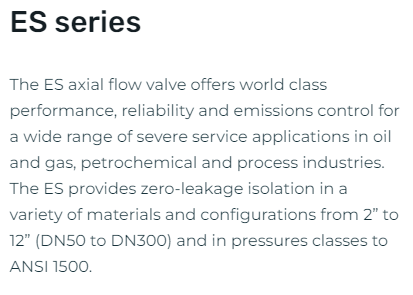 ES series
The ES axial flow valve offers world class
performance, reliability and emissions control for
a wide range of severe service applications in oil
and gas, petrochemical and process industries.
The ES provides zero-leakage isolation in a
variety of materials and configurations from 2” to
12” (DN50 to DN300) and in pressures classes to
ANSI 1500.